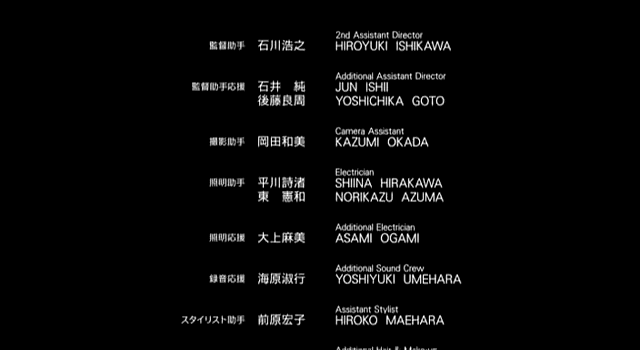 2nd Assistant Director
監督助手 石川浩之 HIROYUKI ISHIKAWA
Additional Assistant Director
監督助手応援 石井 純 JUN ISHII
後藤良周 YOSHICHIKA GOTO
Camera Assistant
撮影助手 岡田和美 KAZUMI OKADA
Electrician
照明助手 平川詩渚 SHIINA HIRAKAWA
東 憲和 NORIKAZU AZUMA
Additional Electrician
照明応援 大上麻美 ASAMI OGAMI
Additional Sound Crew
録音応援 海原淑行 YOSHIYUKI UMEHARA
Assistant Stylist
スタイリスト助手 前原宏子 HIROKO MAEHARA